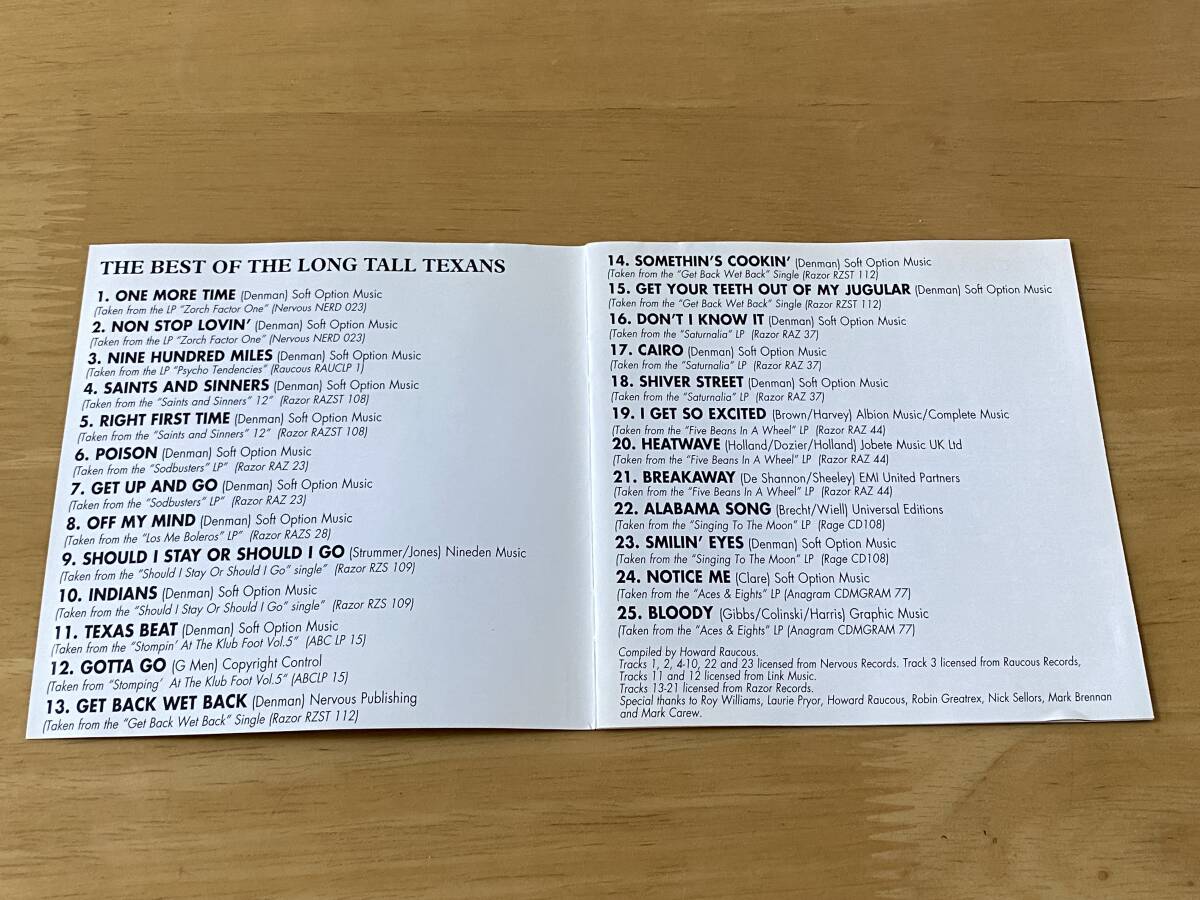 THE BEST OF THE LONG TALL TEXANS
1. ONE MORE TIME (Denman) Soft Option Music
(Taken from the LP "Zorch Factor One" (Nervous NERD 023)
2. NON STOP LOVIN' (Denman) Soft Option Music
(Taken from the LP "Zorch Factor One" (Nervous NERD 023)
3. NINE HUNDRED MILES (Denman) Soft Option Music
(Taken from the LP "Psycho Tendencies" (Raucous RAUCLP 1)
4. SAINTS AND SINNERS (Denman) Soft Option Music
(Taken from the "Saints and Sinners" 12" (Razor RAZST 108)
5. RIGHT FIRST TIME (Denman) Soft Option Music
(Taken from the "Saints and Sinners" 12" (Razor RAZST 108)
6. POISON (Denman) Soft Option Music
(Taken from the "Sodbusters" LP" (Razor RAZ 23)
7. GET UP AND GO (Denman) Soft Option Music
(Taken from the "Sodbusters" LP" (Razor RAZ 23)
8. OFF MY MIND (Denman) Soft Option Music
(Taken from the "Los Me Boleros" LP" (Razor RAZS 28)
9. SHOULD I STAY OR SHOULD I GO (Strummer/Jones) Nineden Music
(Taken from the "Should I Stay Or Should I Go" single" (Razor RZS 109)
10. INDIANS (Denman) Soft Option Music
(Taken from the "Should I Stay Or Should I Go" single" (Razor RZS 109)
11. TEXAS BEAT (Denman) Soft Option Music
(Taken from the "Stompin' At The Klub Foot Vol.5" (ABC LP 15)
12. GOTTA GO (G Men) Copyright Control
(Taken from "Stomping' At The Klub Foot Vol.5" (ABCLP 15)
13. GET BACK WET BACK (Denman) Nervous Publishing
(Taken from the "Get Back Wet Back" Single (Razor RZST 112)
14. SOMETHIN'S COOKIN' (Denman) Soft Option Music
(Taken from the "Get Back Wet Back" Single (Razor RZST 112)
15. GET YOUR TEETH OUT OF MY JUGULAR (Denman) Soft Option Music
(Taken from the "Get Back Wet Back" Single (Razor RZST 112)
16. DON'T I KNOW IT (Denman) Soft Option Music
(Taken from the "Saturnalia" LP (Razor RAZ 37)
17. CAIRO (Denman) Soft Option Music
(Taken from the "Saturnalia" LP (Razor RAZ 37)
18. SHIVER STREET (Denman) Soft Option Music
(Taken from the "Saturnalia" LP (Razor RAZ 37)
19. I GET SO EXCITED (Brown/Harvey) Albion Music/Complete Music
(Taken from the "Five Beans In A Wheel" LP (Razor RAZ 44)
20. HEATWAVE (Holland/Dozier/Holland) Jobete Music UK Ltd
(Taken from the "Five Beans In A Wheel" LP (Razor RAZ 44)
21. BREAKAWAY (De Shannon/Sheeley) EMI United Partners
(Taken from the "Five Beans In A Wheel" LP (Razor RAZ 44)
22. ALABAMA SONG (Brecht/Wiell) Universal Editions
(Taken from the "Singing To The Moon" LP (Rage CD108)
23. SMILIN' EYES (Denman) Soft Option Music
(Taken from the "Singing To The Moon" LP (Rage CD108)
24. NOTICE ME (Clare) Soft Option Music
(Taken from the "Aces & Eights" LP (Anagram CDMGRAM 77)
25. BLOODY (Gibbs/Colinski/Harris) Graphic Music
(Taken from the "Aces & Eights" LP (Anagram CDMGRAM 77)
Compiled by Howard Raucous.
Tracks 1, 2, 4-10, 22 and 23 licensed from Nervous Records. Track 3 licensed from Raucous Records,
Tracks 11 and 12 licensed from Link Music.
Tracks 13-21 licensed from Razor Records.
Special thanks to Roy Williams, Laurie Pryor, Howard Raucous, Robin Greatrex, Nick Sellors, Mark Brennan
and Mark Carew.